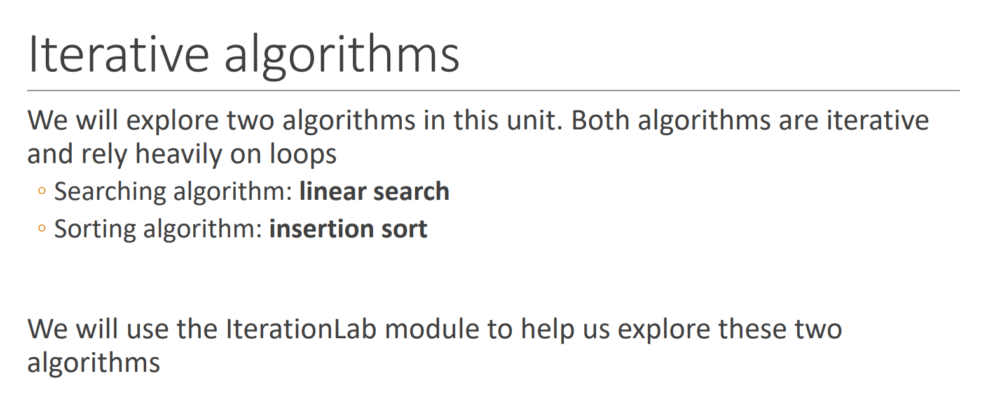 Iterative algorithms
We will explore two algorithms in this unit. Both algorithms are iterative
and rely heavily on loops
◦ Searching algorithm: linear search
◦ Sorting algorithm: insertion sort
We will use the IterationLab module to help us explore these two
algorithms